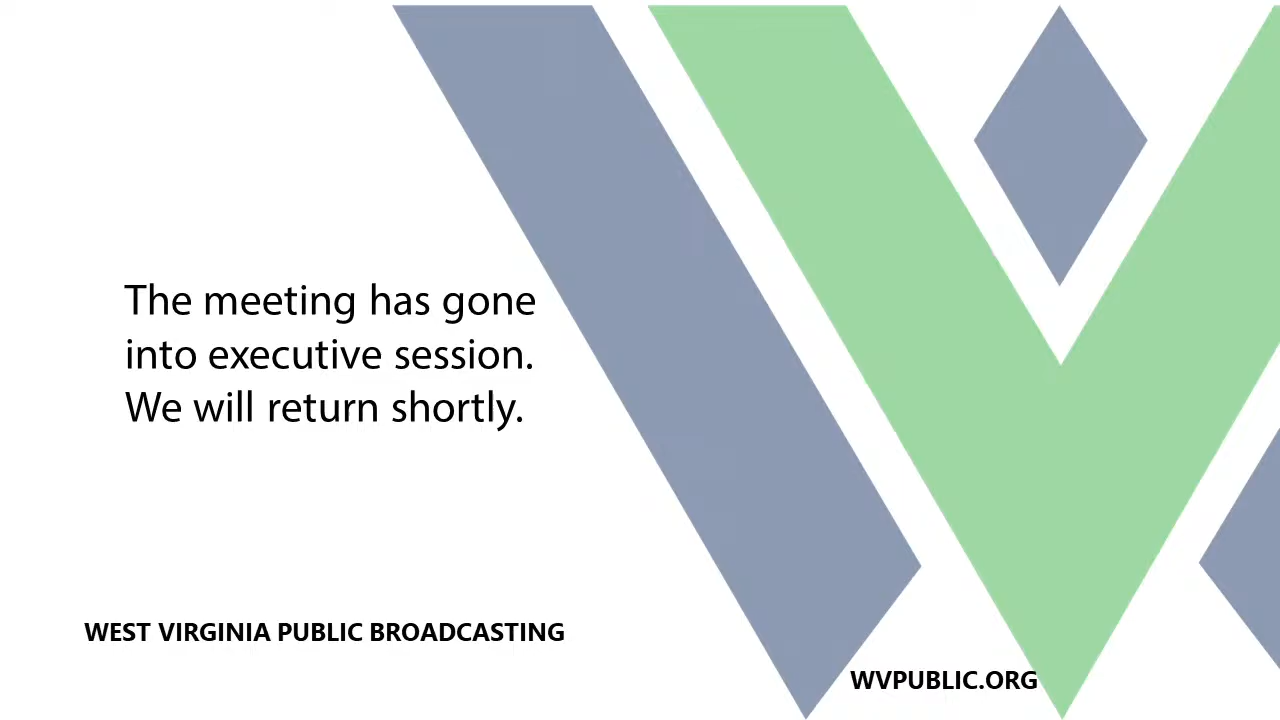 The meeting has gone
into executive session.
We will return shortly.
WEST VIRGINIA PUBLIC BROADCASTING
WVPUBLIC.ORG